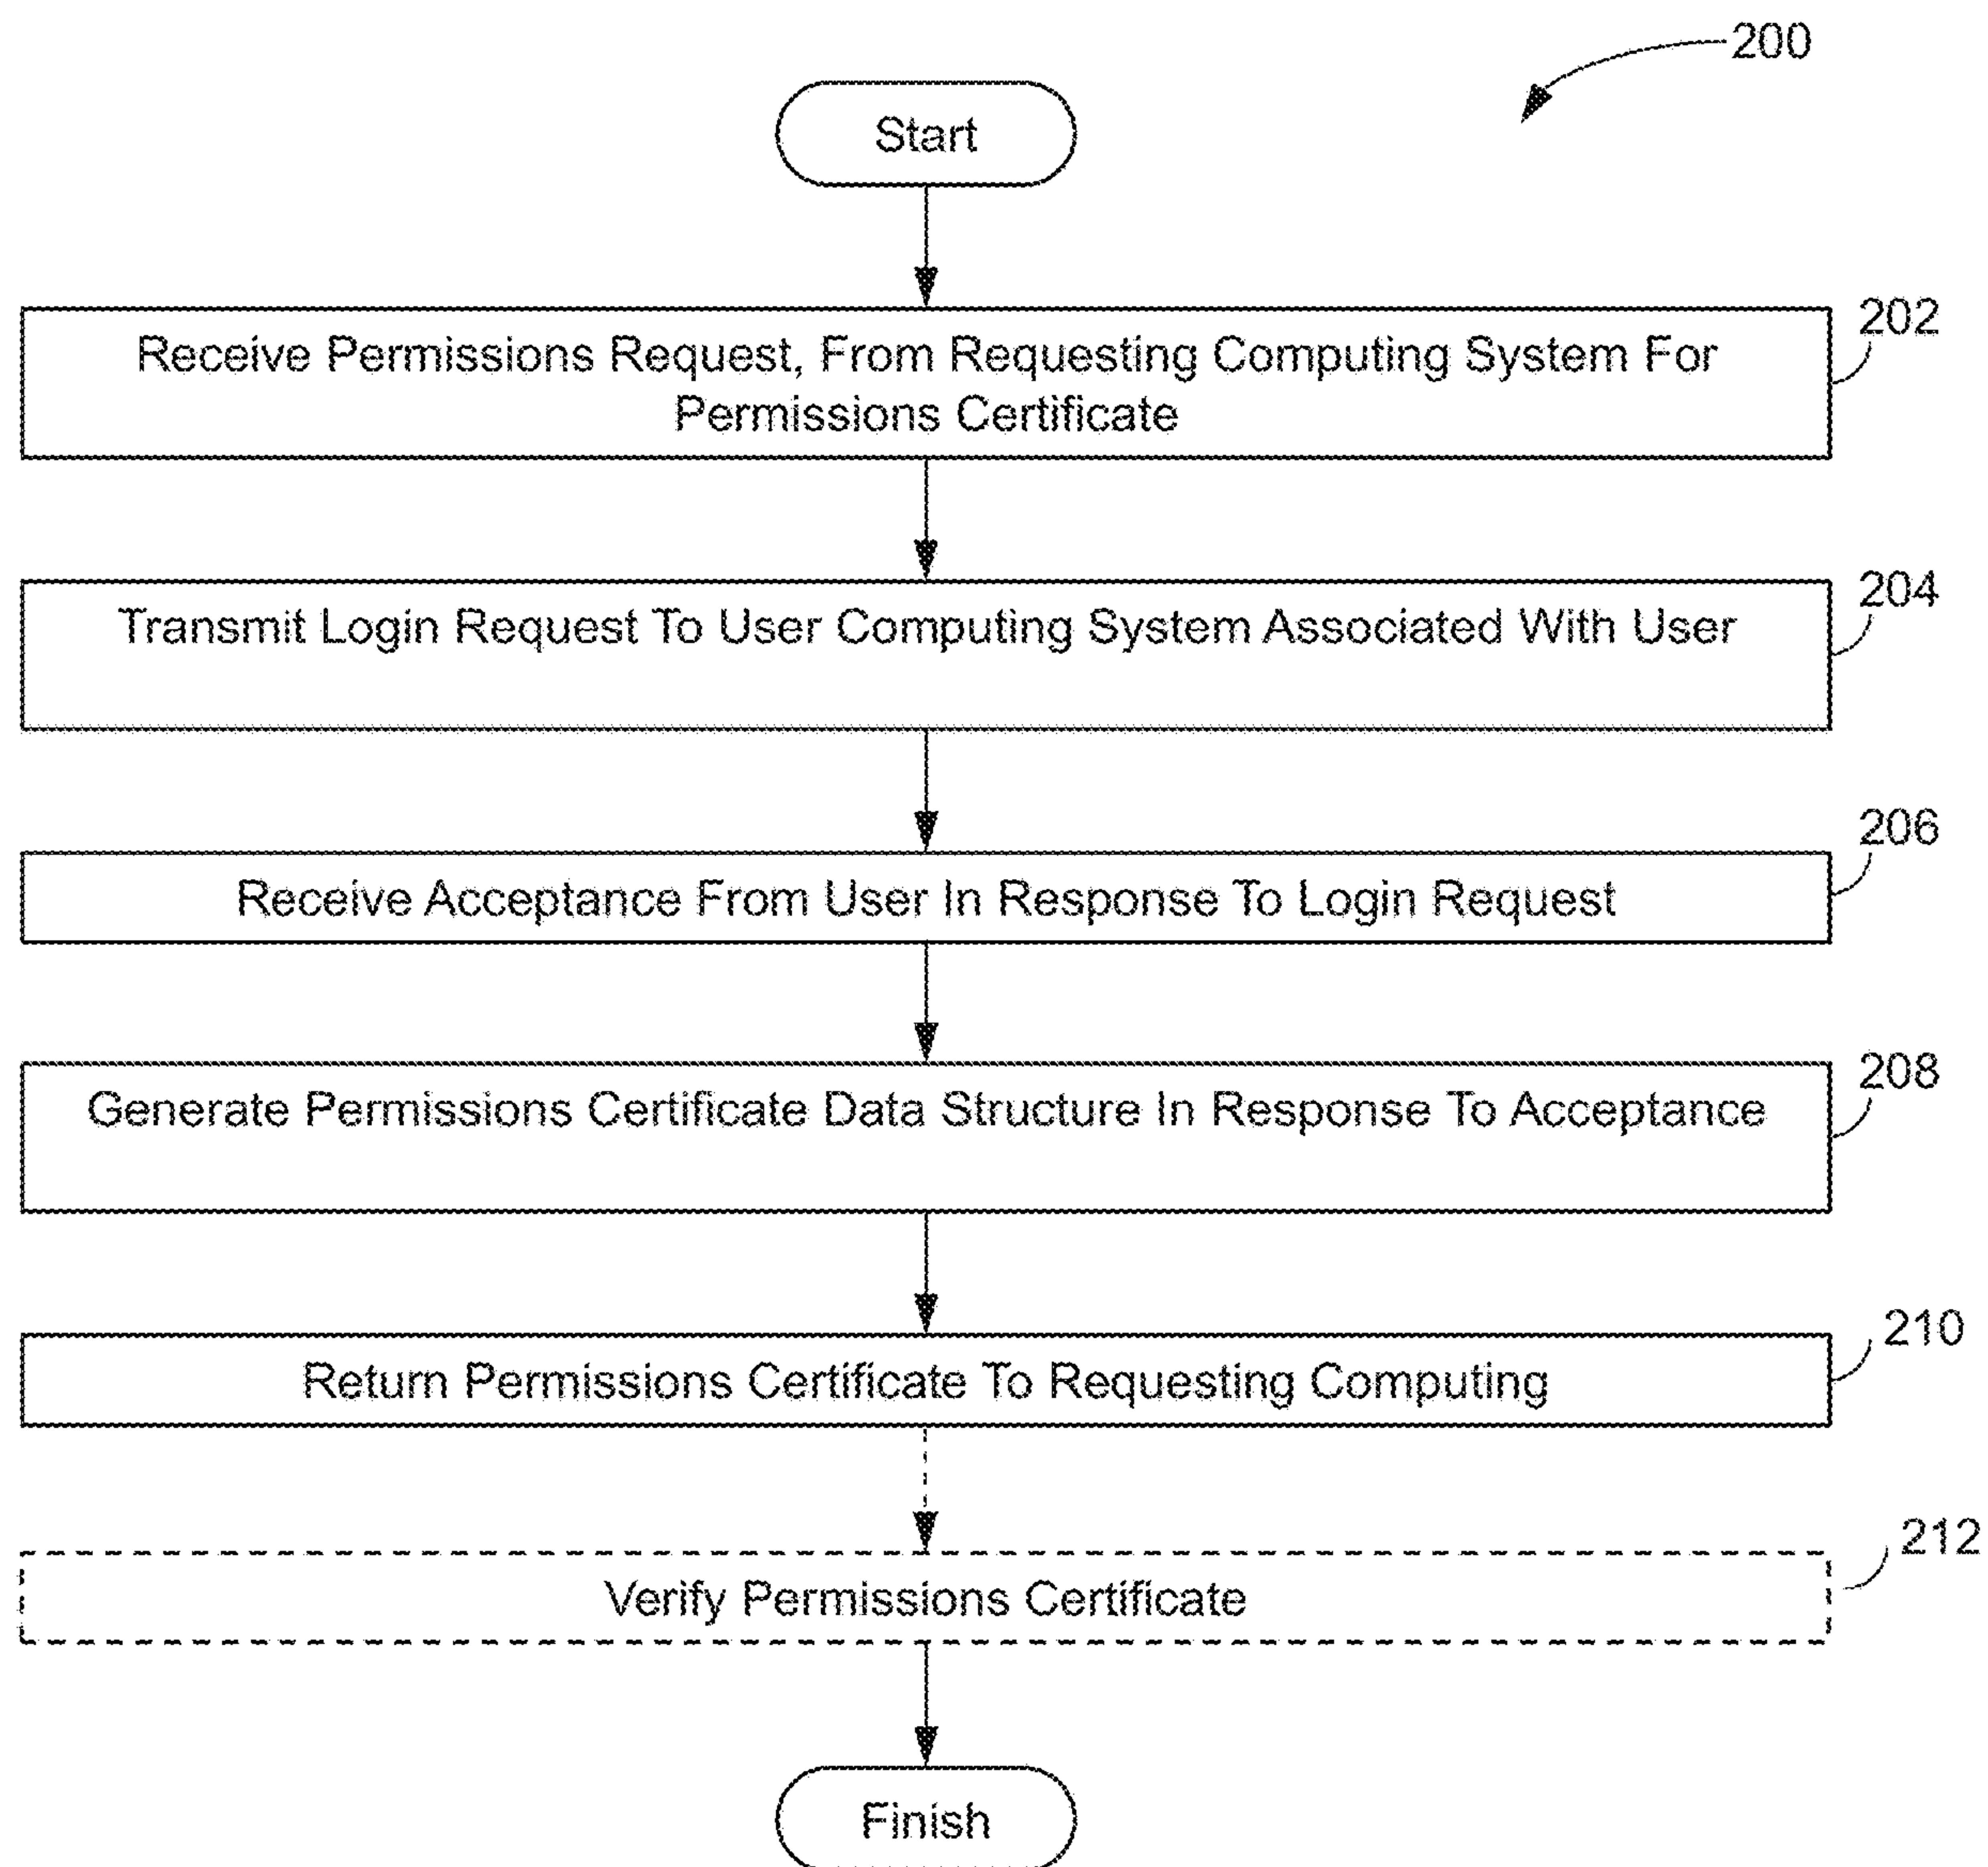 200
Start
202
Receive Permissions Request, From Requesting Computing System For
Permissions Certificate
204
Transmit Login Request To User Computing System Associated With User
206
Receive Acceptance From User In Response To Login Request
208
Generate Permissions Certificate Data Structure In Response To Acceptance
210
Return Permissions Certificate To Requesting Computing
212
Verify Permissions Certificate
Finish